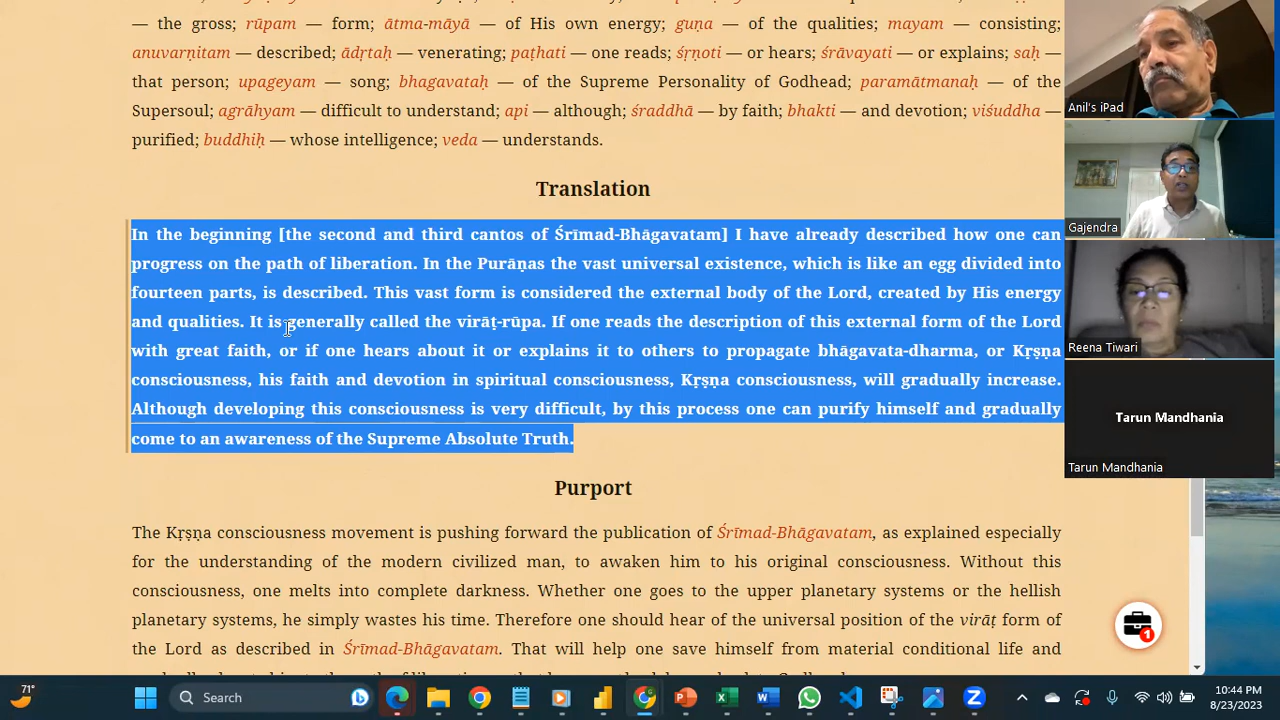 — the gross; rūpam — form; ātma-māyā — of His own energy; guṇa — of the qualities; mayam — consisting;
anuvarṇitam — described; ādṛtaḥ — venerating; paṭhati — one reads; śṛṇoti — or hears; śrāvayati — or explains; saḥ —
that person; upageyam — song; bhagavataḥ — of the Supreme Personality of Godhead; paramātmanaḥ — of the
Supersoul; agrāhyam — difficult to understand; api — although; śraddhā — by faith; bhakti — and devotion; viśuddha —
purified; buddhiḥ — whose intelligence; veda — understands.
Translation
In the beginning [the second and third cantos of Śrīmad-Bhāgavatam] I have already described how one can
progress on the path of liberation. In the Purāṇas the vast universal existence, which is like an egg divided into
fourteen parts, is described. This vast form is considered the external body of the Lord, created by His energy
and qualities. It is generally called the virāṭ-rūpa. If one reads the description of this external form of the Lord
with great faith, or if one hears about it or explains it to others to propagate bhāgavata-dharma, or Kṛṣṇa
consciousness, his faith and devotion in spiritual consciousness, Kṛṣṇa consciousness, will gradually increase.
Although developing this consciousness is very difficult, by this process one can purify himself and gradually
come to an awareness of the Supreme Absolute Truth.
Purport
The Kṛṣṇa consciousness movement is pushing forward the publication of Śrīmad-Bhāgavatam, as explained especially
for the understanding of the modern civilized man, to awaken him to his original consciousness. Without this
consciousness, one melts into complete darkness. Whether one goes to the upper planetary systems or the hellish
planetary systems, he simply wastes his time. Therefore one should hear of the universal position of the virāṭ form of
the Lord as described in Śrīmad-Bhāgavatam. That will help one save himself from material conditional life and
Anil's iPad
Gajendra
Reena Tiwari
Tarun Mandhania
Tarun Mandhania
1
71°
Search
10:44 PM
8/23/2023